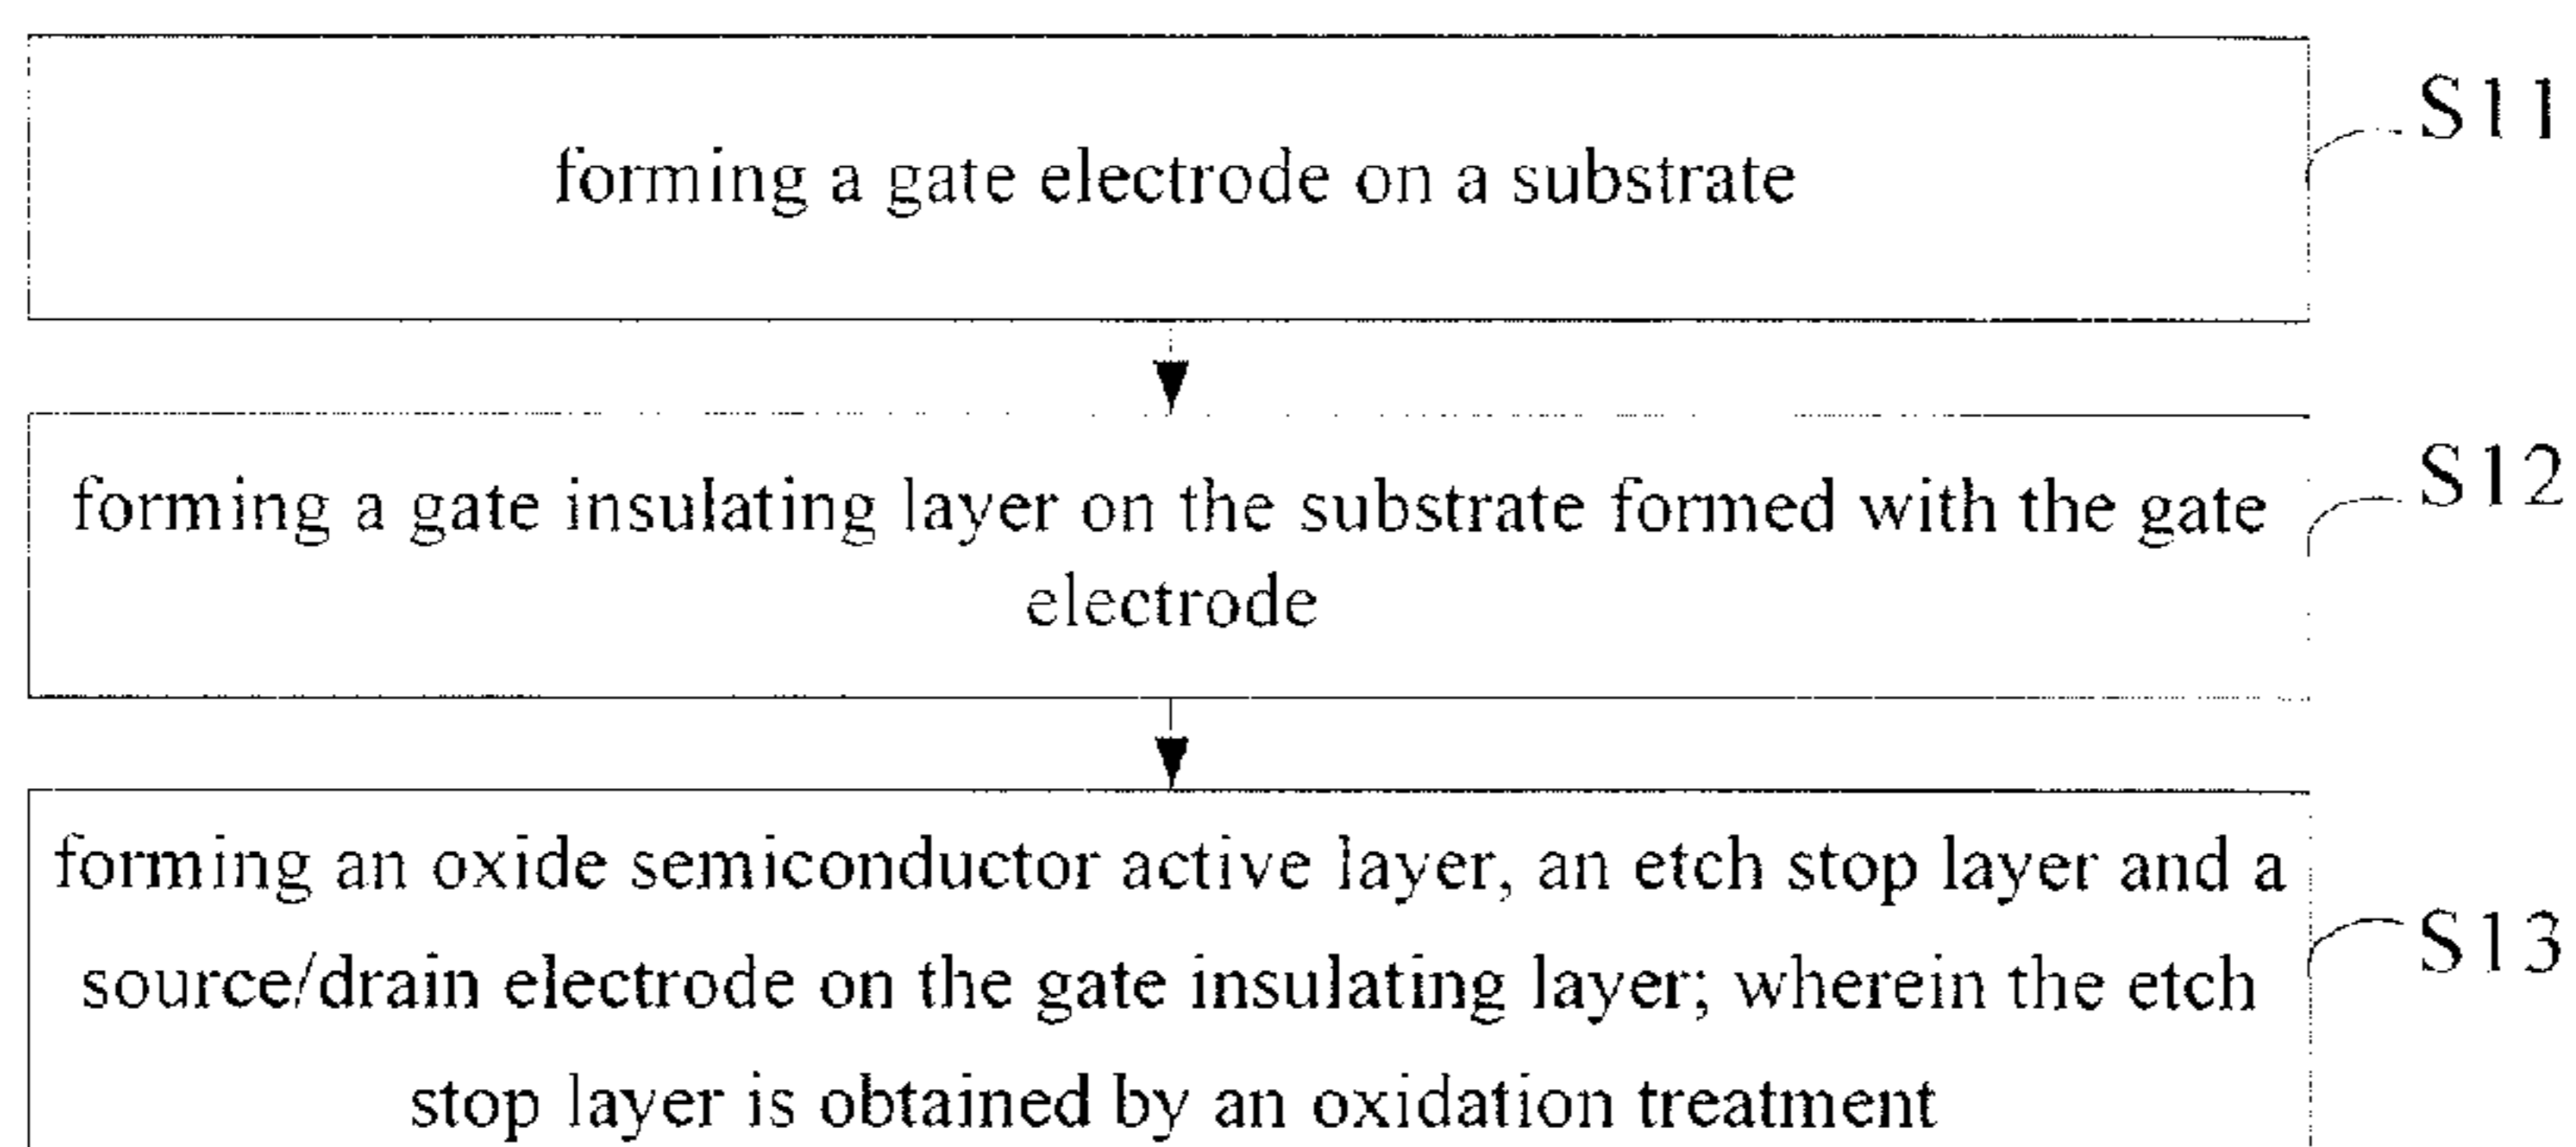 forming a gate electrode on a substrate
S11
forming a gate insulating layer on the substrate formed with the gate
electrode
S12
forming an oxide semiconductor active layer, an etch stop layer and a
source/drain electrode on the gate insulating layer; wherein the etch
stop layer is obtained by an oxidation treatment
S13